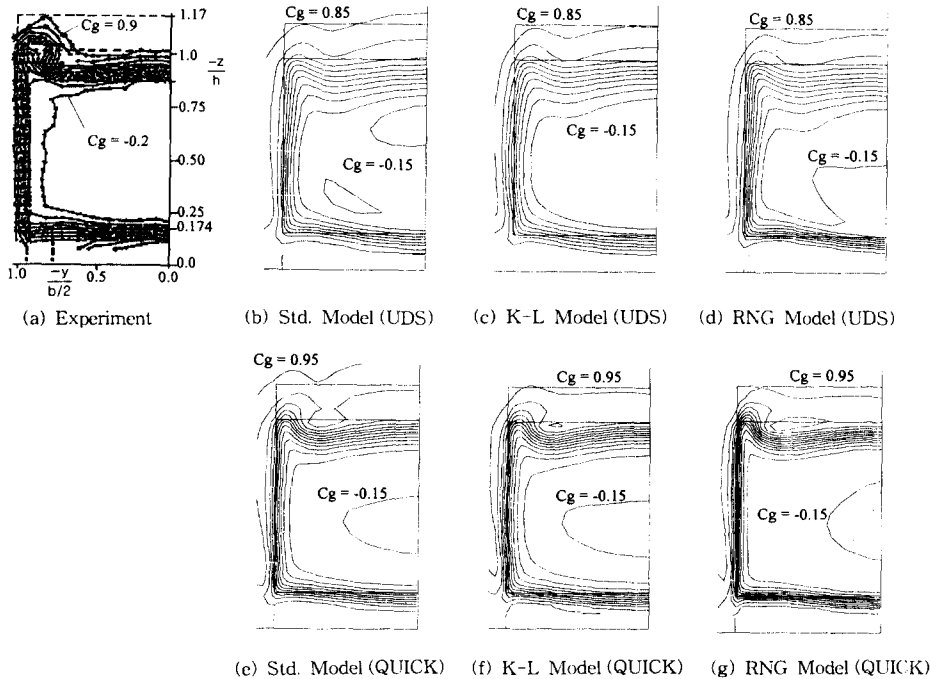 Cg = 0.9
Cg = -0.2
1.17
1.0
-z
h
0.75
0.50
0.25
0.174
0.0
1.0
-y
b/2
0.5
0.0
(a) Experiment
Cg = 0.85
Cg = -0.15
(b) Std. Model (UDS)
Cg = 0.85
Cg = -0.15
(c) K-L Model (UDS)
Cg = 0.85
Cg = -0.15
(d) RNG Model (UDS)
Cg = 0.95
Cg = -0.15
(e) Std. Model (QUICK)
Cg = 0.95
Cg = -0.15
(f) K-L Model (QUICK)
Cg = 0.95
Cg = -0.15
(g) RNG Model (QUICK)